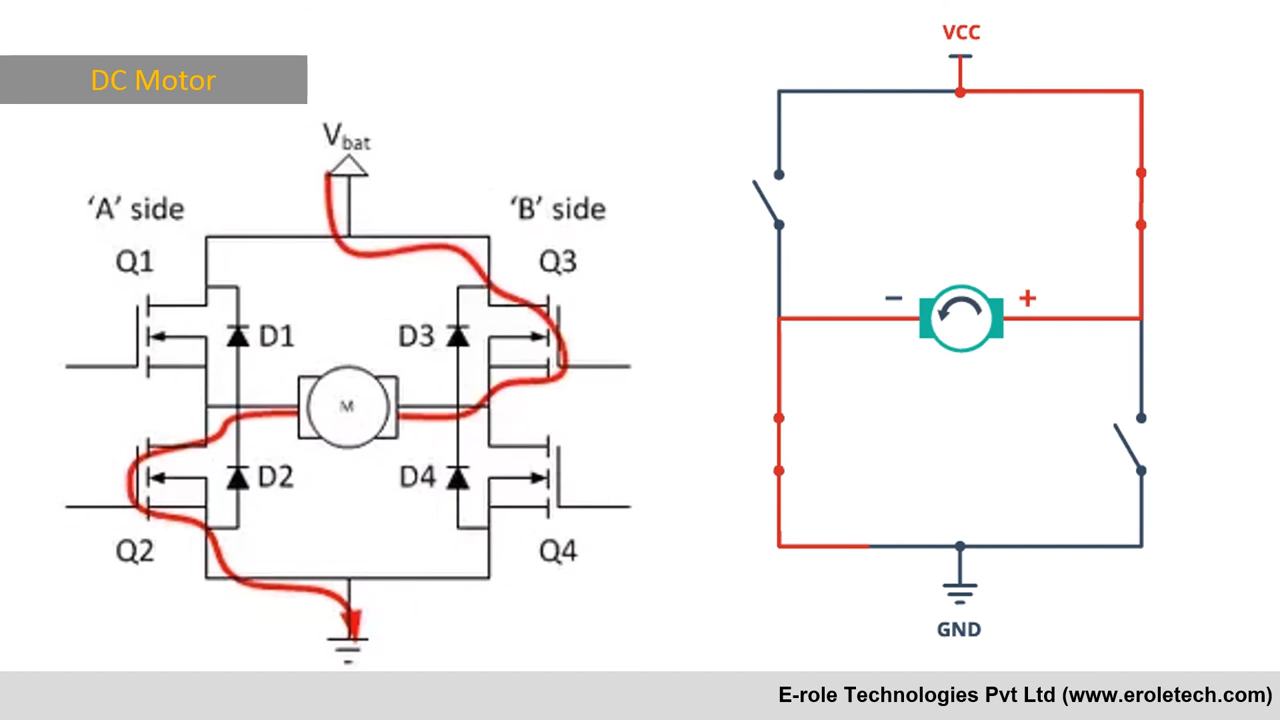 DC Motor
VCC
Vbat
'A' side
'B' side
Q1
Q3
D1
D3
− +
M
D2
D4
Q2
Q4
GND
E-role Technologies Pvt Ltd (www.eroletech.com)